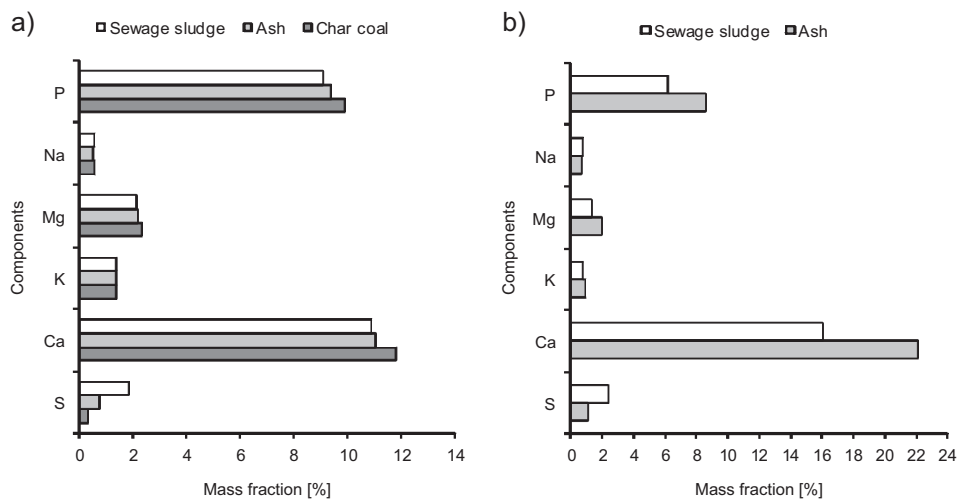 a)
Sewage sludge Ash Char coal
P
Na
Mg
K
Ca
S
Components
0 2 4 6 8 10 12 14
Mass fraction [%]
b)
Sewage sludge Ash
P
Na
Mg
K
Ca
S
Components
0 2 4 6 8 10 12 14 16 18 20 22 24
Mass fraction [%]